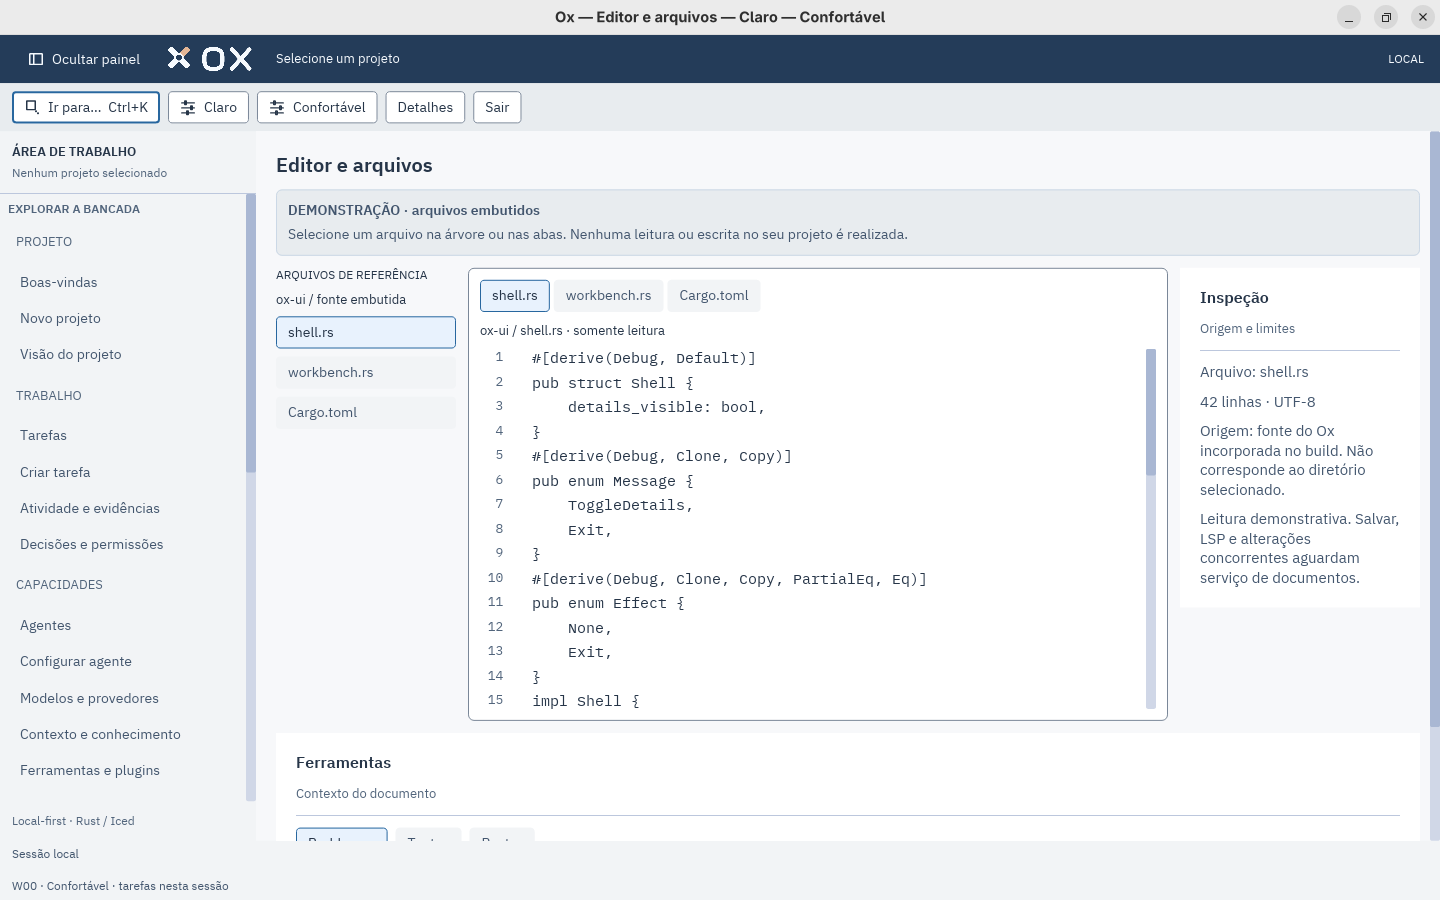 Ox — Editor e arquivos — Claro — Confortável
Ocultar painel
OX
Selecione um projeto
LOCAL
Ir para... Ctrl+K
Claro
Confortável
Detalhes
Sair
ÁREA DE TRABALHO
Nenhum projeto selecionado
EXPLORAR A BANCADA
PROJETO
Boas-vindas
Novo projeto
Visão do projeto
TRABALHO
Tarefas
Criar tarefa
Atividade e evidências
Decisões e permissões
CAPACIDADES
Agentes
Configurar agente
Modelos e provedores
Contexto e conhecimento
Ferramentas e plugins
Local-first · Rust / Iced
Sessão local
W00 · Confortável · tarefas nesta sessão
Editor e arquivos
DEMONSTRAÇÃO · arquivos embutidos
Selecione um arquivo na árvore ou nas abas. Nenhuma leitura ou escrita no seu projeto é realizada.
ARQUIVOS DE REFERÊNCIA
ox-ui / fonte embutida
shell.rs
workbench.rs
Cargo.toml
shell.rs
workbench.rs
Cargo.toml
ox-ui / shell.rs · somente leitura
1 #[derive(Debug, Default)]
2 pub struct Shell {
3     details_visible: bool,
4 }
5 #[derive(Debug, Clone, Copy)]
6 pub enum Message {
7     ToggleDetails,
8     Exit,
9 }
10 #[derive(Debug, Clone, Copy, PartialEq, Eq)]
11 pub enum Effect {
12     None,
13     Exit,
14 }
15 impl Shell {
Inspeção
Origem e limites
Arquivo: shell.rs
42 linhas · UTF-8
Origem: fonte do Ox
incorporada no build. Não
corresponde ao diretório
selecionado.
Leitura demonstrativa. Salvar,
LSP e alterações
concorrentes aguardam
serviço de documentos.
Ferramentas
Contexto do documento